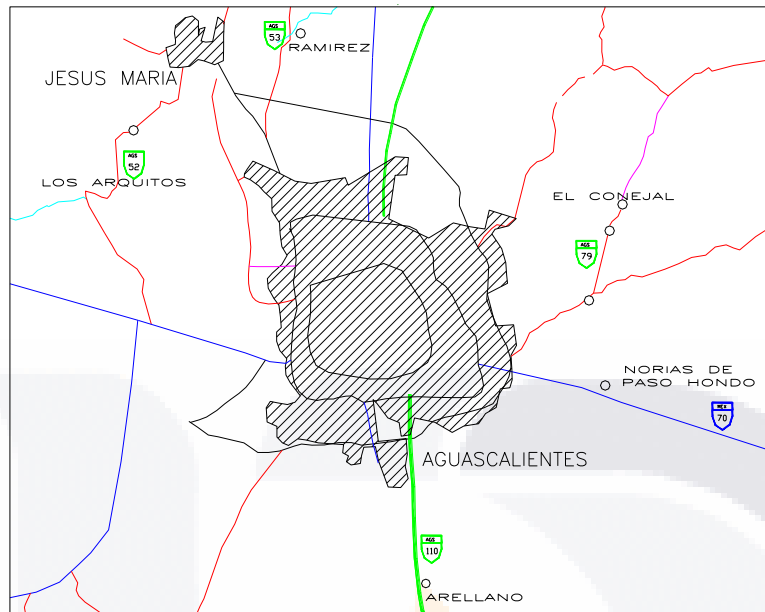 AGS
53
RAMIREZ
JESUS MARIA
AGS
52
LOS ARQUITOS
EL CONEJAL
AGS
79
NORIAS DE
PASO HONDO
MEX
70
AGUASCALIENTES
AGS
110
ARELLANO